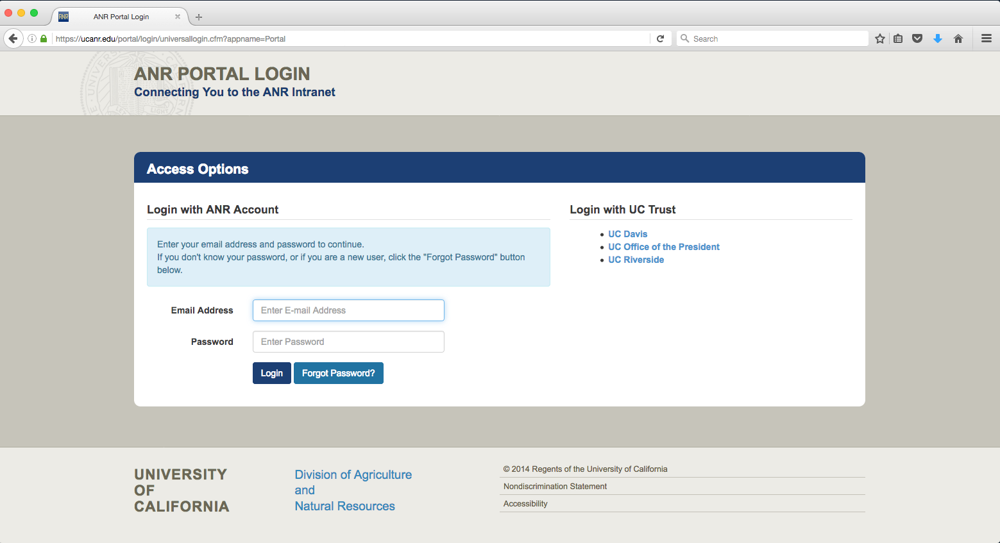 ANR
ANR Portal Login
https://ucanr.edu/portal/login/universallogin.cfm?appname=Portal
Search
ANR PORTAL LOGIN
Connecting You to the ANR Intranet
Access Options
Login with ANR Account
Enter your email address and password to continue.
If you don't know your password, or if you are a new user, click the "Forgot Password" button
below.
Email Address
Enter E-mail Address
Password
Enter Password
Login
Forgot Password?
Login with UC Trust
UC Davis
UC Office of the President
UC Riverside
UNIVERSITY
OF
CALIFORNIA
Division of Agriculture
and
Natural Resources
© 2014 Regents of the University of California
Nondiscrimination Statement
Accessibility